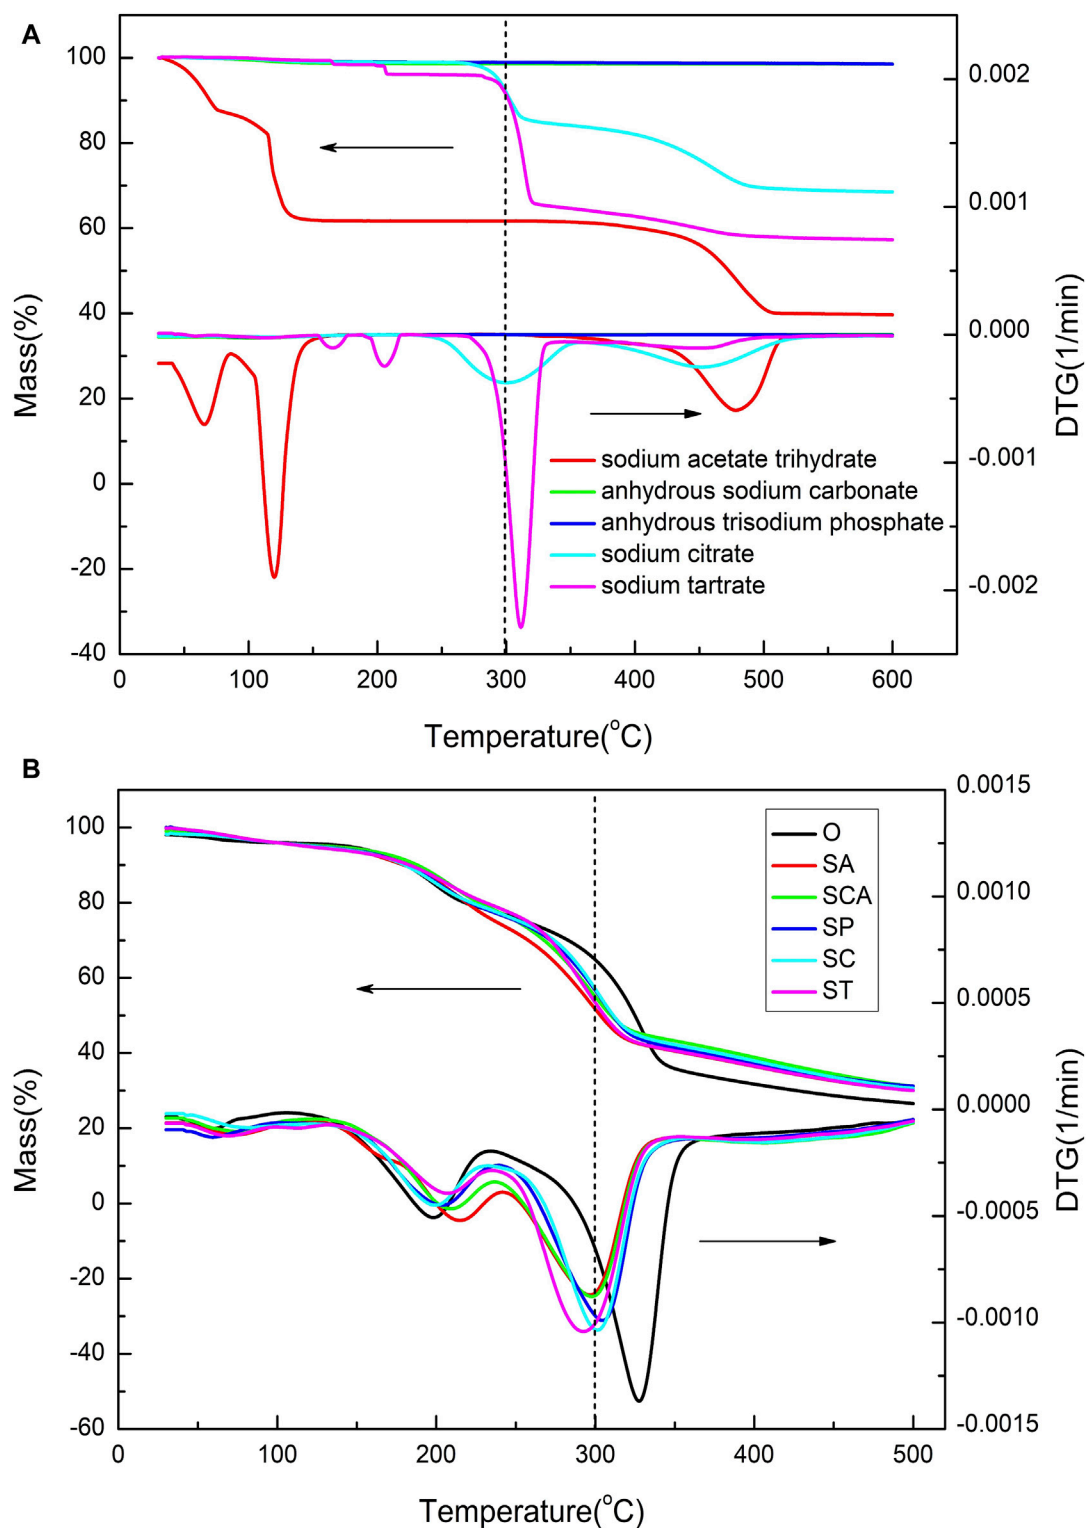 A
100
80
60
40
20
0
-20
-40
Mass(%)
0.002
0.001
0.000
-0.001
-0.002
DTG(1/min)
sodium acetate trihydrate
anhydrous sodium carbonate
anhydrous trisodium phosphate
sodium citrate
sodium tartrate
0 100 200 300 400 500 600
Temperature(°C)
B
100
80
60
40
20
0
-20
-40
-60
Mass(%)
0.0015
0.0010
0.0005
0.0000
-0.0005
-0.0010
-0.0015
DTG(1/min)
O
SA
SCA
SP
SC
ST
0 100 200 300 400 500
Temperature(°C)